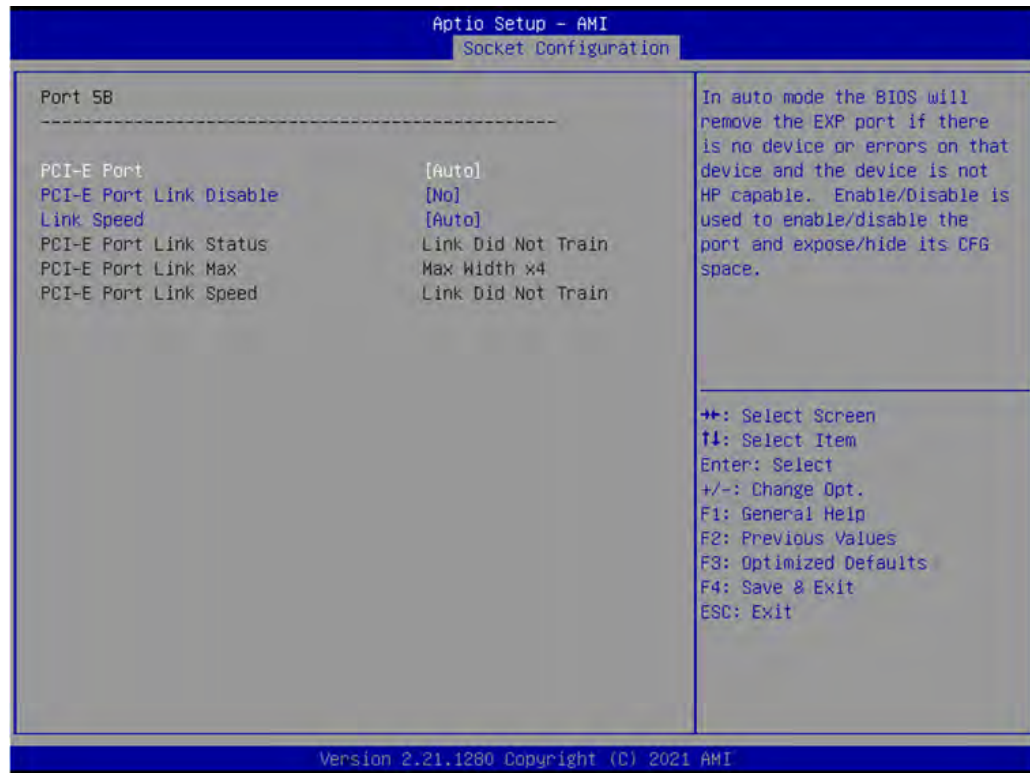 Aptio Setup – AMI
Socket Configuration
Port 5B
------------------------------------------------------
PCI-E Port [Auto]
PCI-E Port Link Disable [No]
Link Speed [Auto]
PCI-E Port Link Status Link Did Not Train
PCI-E Port Link Max Max Width x4
PCI-E Port Link Speed Link Did Not Train
In auto mode the BIOS will
remove the EXP port if there
is no device or errors on that
device and the device is not
HP capable. Enable/Disable is
used to enable/disable the
port and expose/hide its CFG
space.
→←: Select Screen
↑↓: Select Item
Enter: Select
+/-: Change Opt.
F1: General Help
F2: Previous Values
F3: Optimized Defaults
F4: Save & Exit
ESC: Exit
Version 2.21.1280 Copyright (C) 2021 AMI